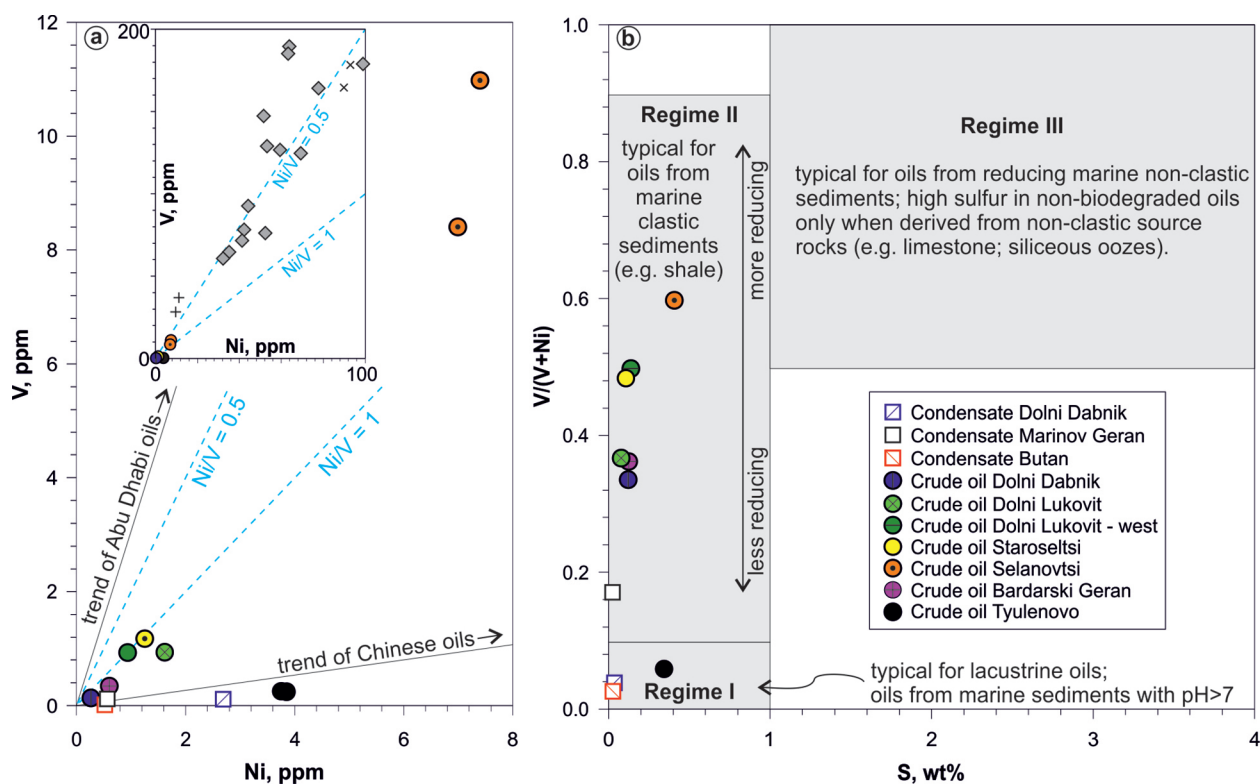 a
12
10
8
6
4
2
0
V, ppm
0
2
4
6
8
Ni, ppm
200
0
V, ppm
Ni, ppm
0
100
Ni/V = 0.5
Ni/V = 1
trend of Abu Dhabi oils
Ni/V = 0.5
Ni/V = 1
trend of Chinese oils
b
1.0
0.8
0.6
0.4
0.2
0.0
V/(V+Ni)
0
1
2
3
4
S, wt%
Regime II
typical for
oils from
marine
clastic
sediments
(e.g. shale)
more reducing
less reducing
Regime III
typical for oils from reducing marine non-clastic
sediments; high sulfur in non-biodegraded oils
only when derived from non-clastic source
rocks (e.g. limestone; siliceous oozes).
Condensate Dolni Dabnik
Condensate Marinov Geran
Condensate Butan
Crude oil Dolni Dabnik
Crude oil Dolni Lukovit
Crude oil Dolni Lukovit - west
Crude oil Staroseltsi
Crude oil Selanovtsi
Crude oil Bardarski Geran
Crude oil Tyulenovo
Regime I
typical for lacustrine oils;
oils from marine sediments with pH>7